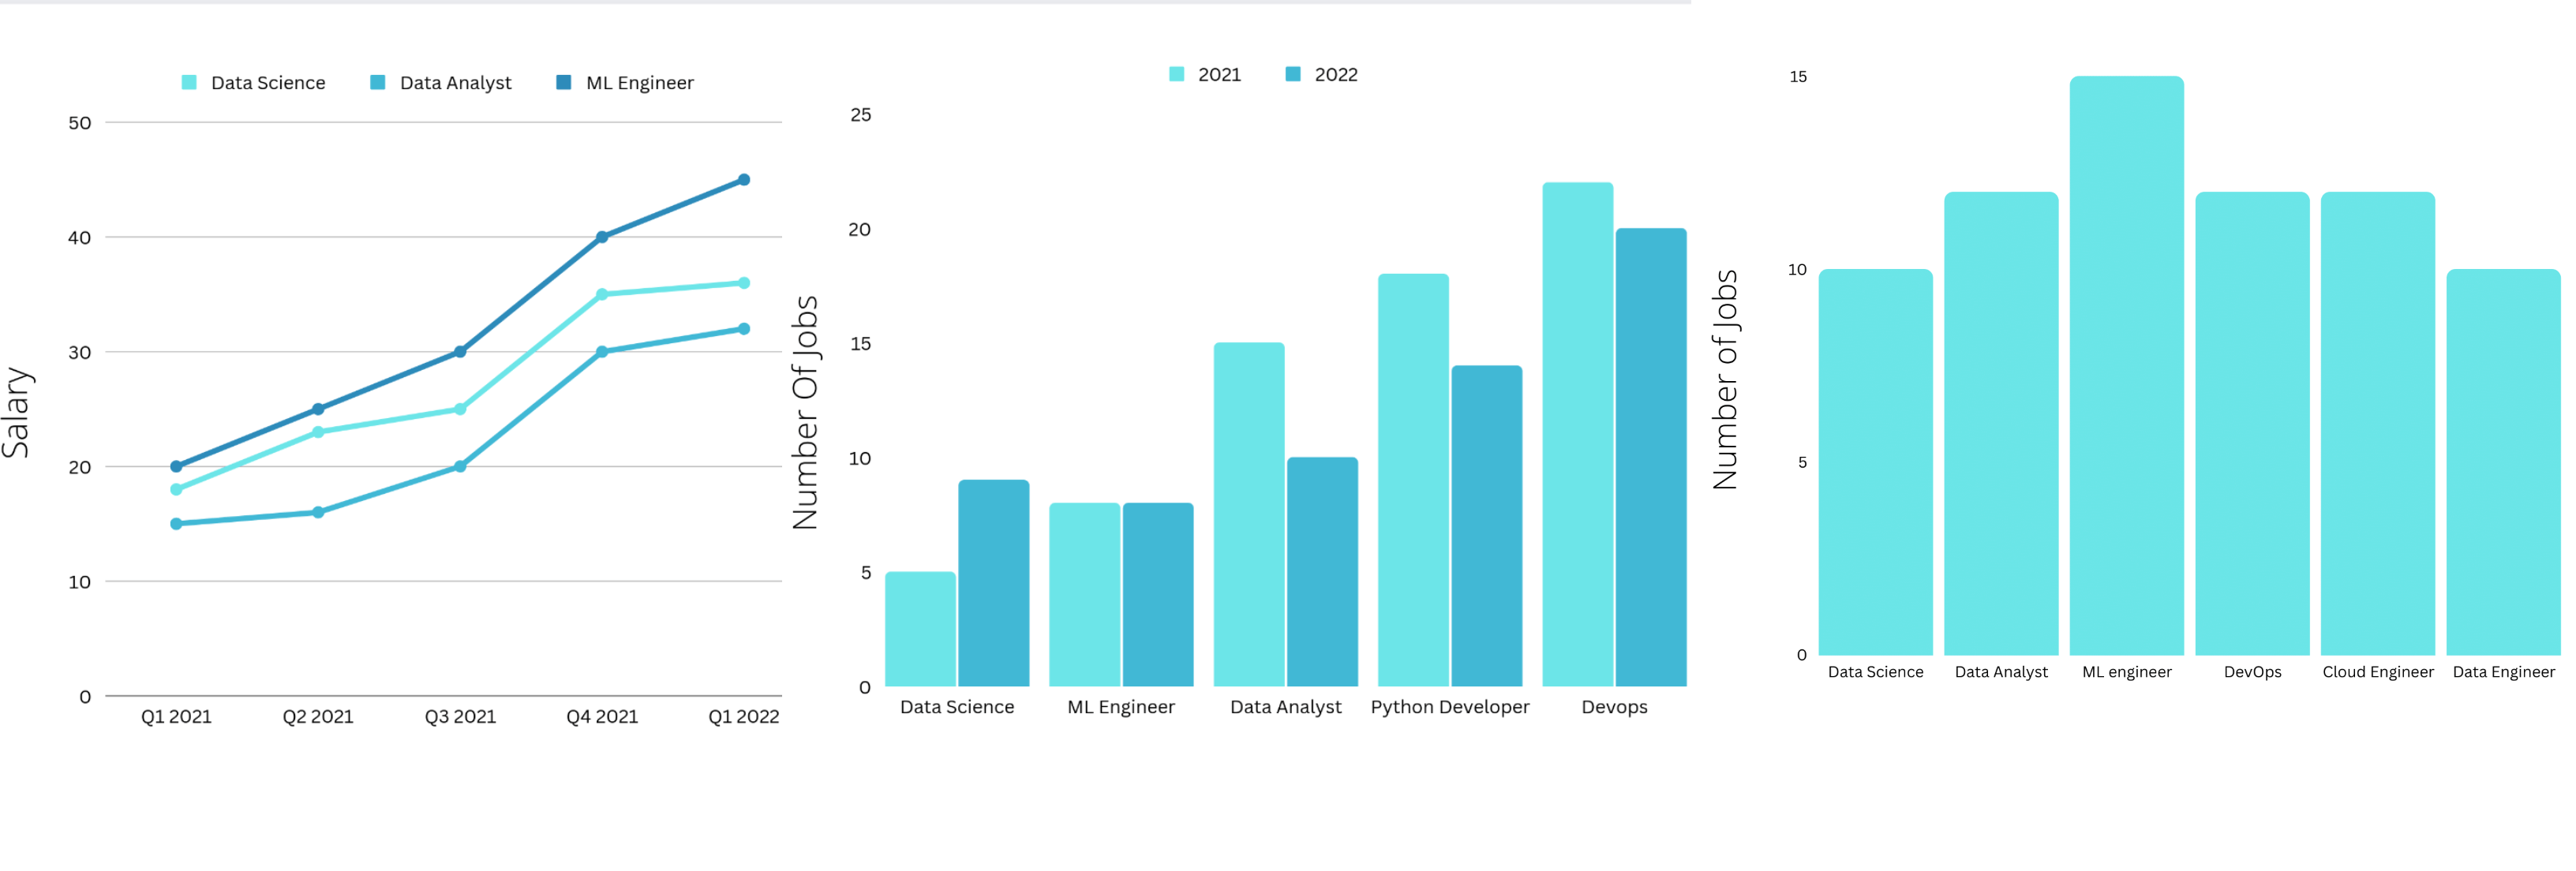 Data Science Data Analyst ML Engineer
50
40
30
20
10
0
Salary
Q1 2021 Q2 2021 Q3 2021 Q4 2021 Q1 2022
2021 2022
25
20
15
10
5
0
Number Of Jobs
Data Science ML Engineer Data Analyst Python Developer Devops
15
10
5
0
Number of Jobs
Data Science Data Analyst ML engineer DevOps Cloud Engineer Data Engineer